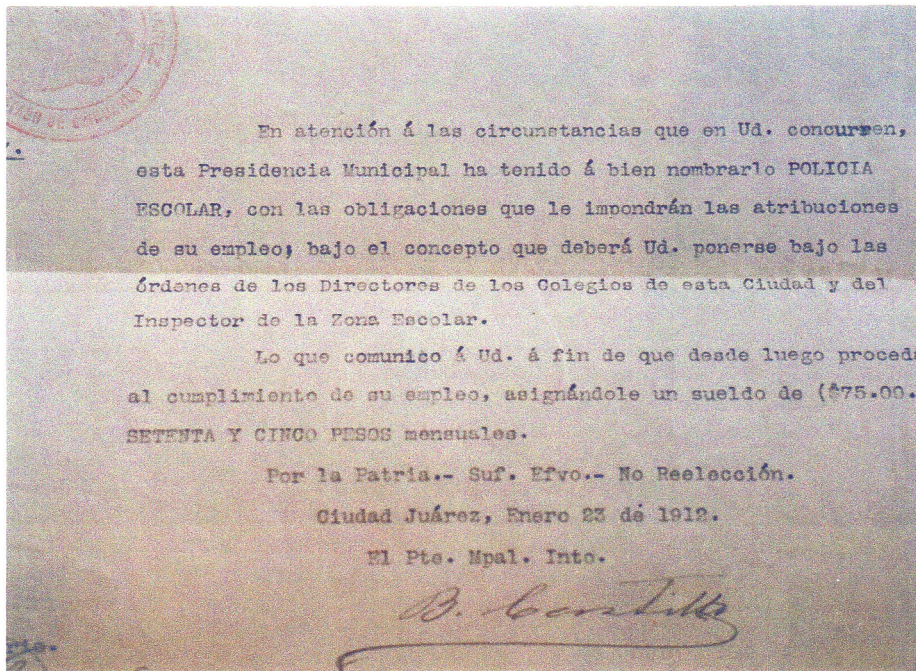 ESTADO DE CHIHUAHUA
En atención á las circunstancias que en Ud. concurren,
esta Presidencia Municipal ha tenido á bien nombrarlo POLICIA
ESCOLAR, con las obligaciones que le impondrán las atribuciones
de su empleo; bajo el concepto que deberá Ud. ponerse bajo las
órdenes de los Directores de los Colegios de esta Ciudad y del
Inspector de la Zona Escolar.
Lo que comunico á Ud. á fin de que desde luego proceda
al cumplimiento de su empleo, asignándole un sueldo de ($75.00.
SETENTA Y CINCO PESOS mensuales.
Por la Patria.- Suf. Efvo.- No Reelección.
Ciudad Juárez, Enero 23 de 1912.
El Pte. Mpal. Into.
B. Castillo
rio.